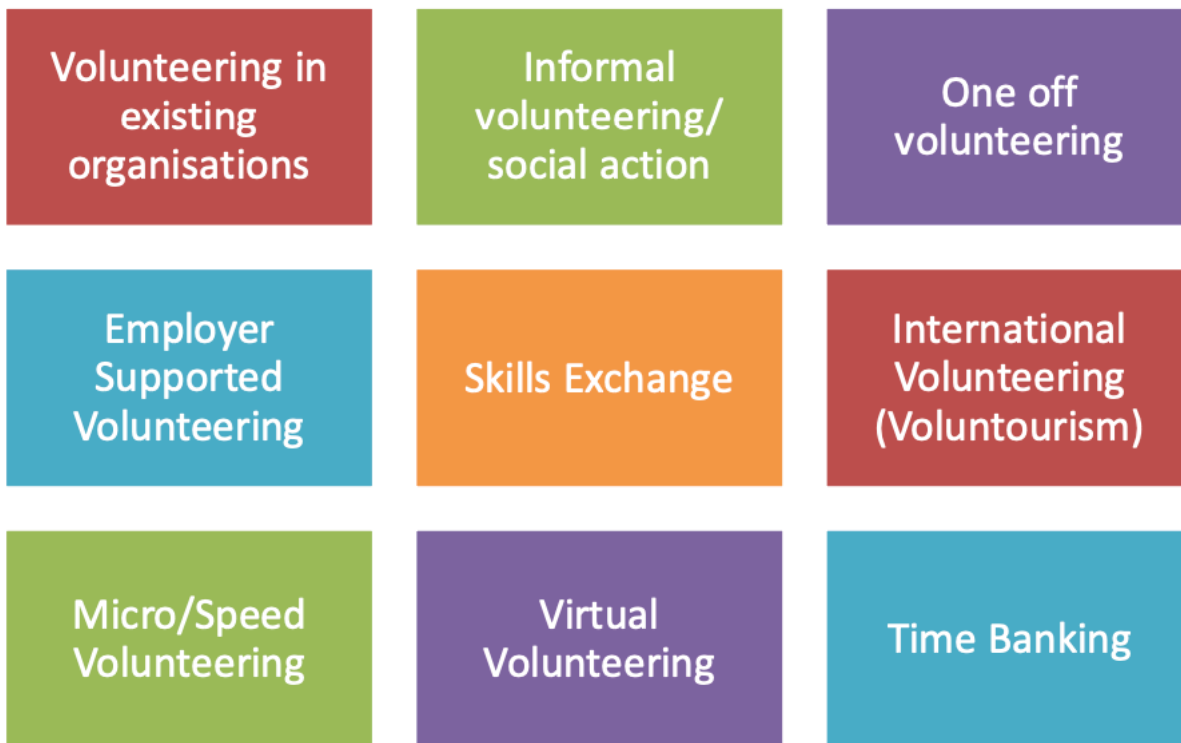 Volunteering in
existing
organisations
Informal
volunteering/
social action
One off
volunteering
Employer
Supported
Volunteering
Skills Exchange
International
Volunteering
(Voluntourism)
Micro/Speed
Volunteering
Virtual
Volunteering
Time Banking